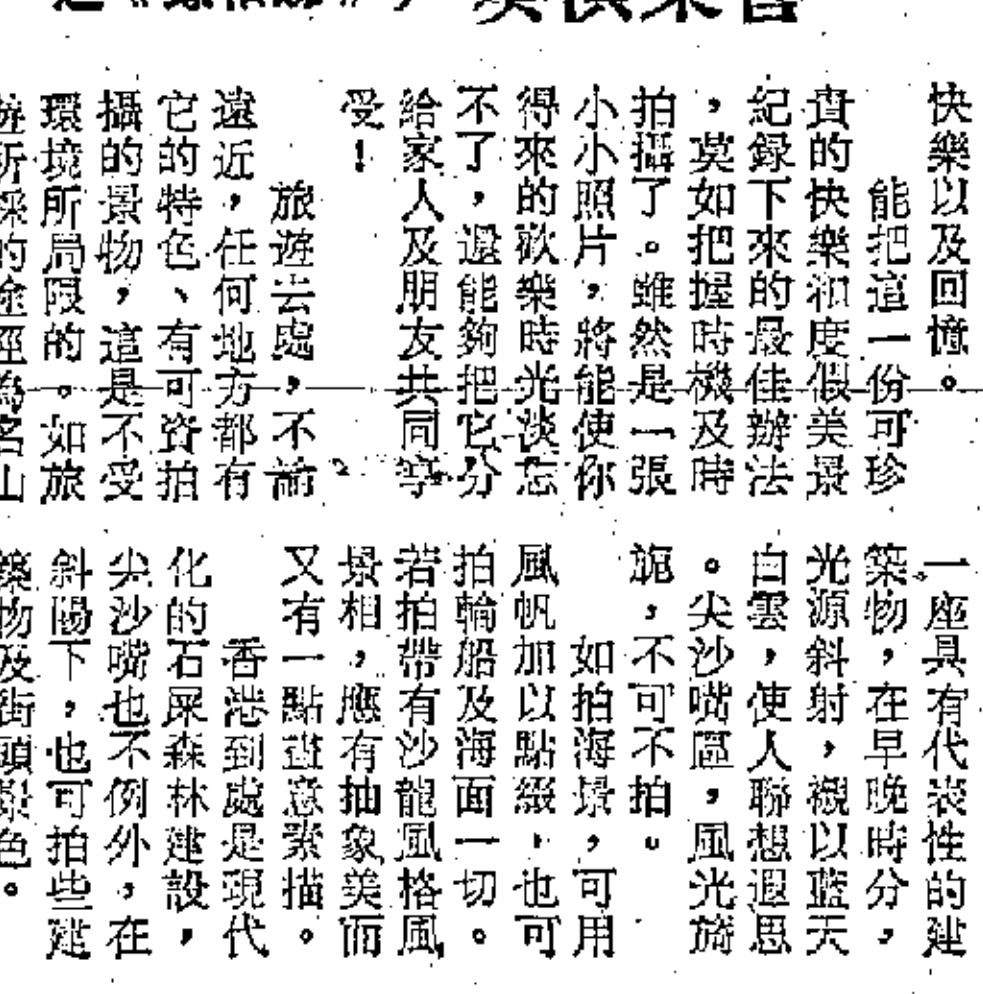 快樂以及回憶。
能把這一份可珍
貴的快樂和度假美景
紀錄下來的最佳辦法
，莫如把握時機及時
拍攝了。雖然是一張
小小照片，將能使你
得來的歡樂時光淡忘
不了，還能夠把它分
給家人及朋友共同享
受！
旅遊去處，不論
遠近，任何地方都有
它的特色、有可資拍
攝的景物，這是不受
環境所局限的。如旅
遊所採的途徑為名山
一座具有代表性的建
築物，在早晚時分，
光源斜射，襯以藍天
白雲，使人聯想遐思
。尖沙嘴區，風光旖
旎，不可不拍。
如拍海景，可用
風帆加以點綴，也可
拍輪船及海面一切。
若拍帶有沙龍風格風
景相，應有抽象美而
又有一點畫意素描。
香港到處是現代
化的石屎森林建設，
尖沙嘴也不例外，在
斜陽下，也可拍些建
築物及街頭景色。